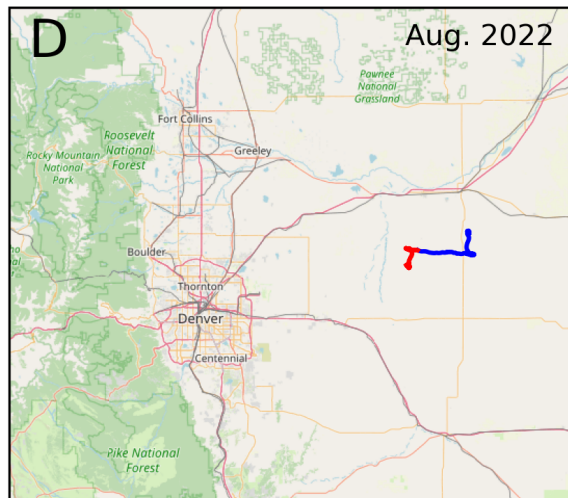 D
Aug. 2022
Pawnee
National
Grassland
Fort Collins
Roosevelt
National
Forest
Greeley
Rocky Mountain
National
Park
Boulder
Thornton
Denver
Centennial
Pike National
Forest